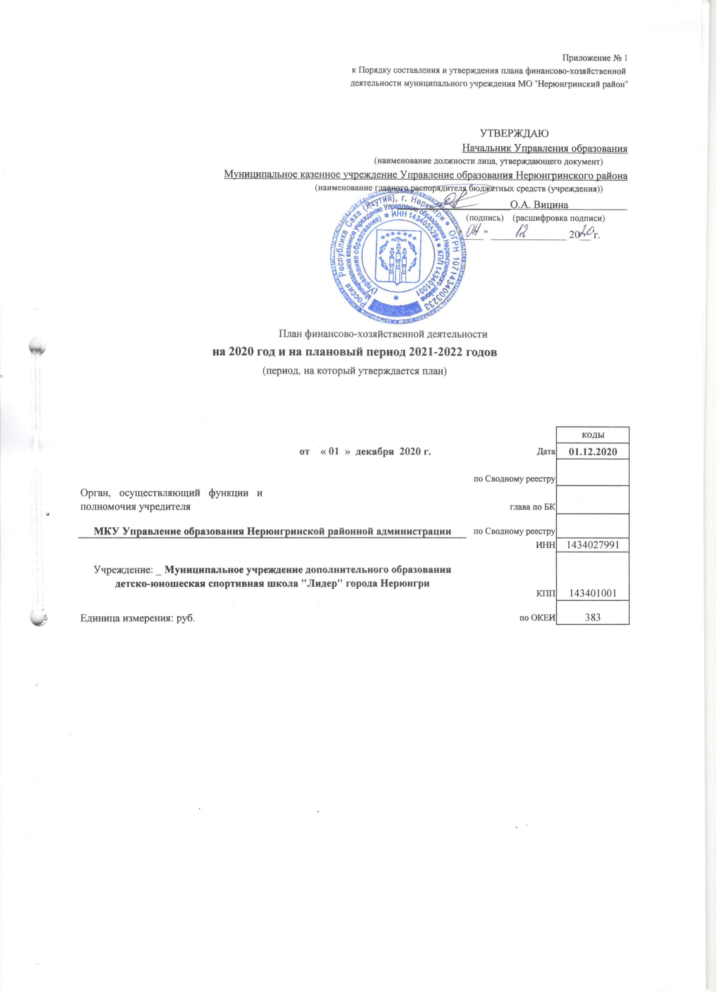 Приложение № 1
к Порядку составления и утверждения плана финансово-хозяйственной
деятельности муниципального учреждения МО "Нерюнгринский район"
УТВЕРЖДАЮ
Начальник Управления образования
(наименование должности лица, утверждающего документ)
Муниципальное казенное учреждение Управление образования Нерюнгринского района
(наименование главного распорядителя бюджетных средств (учреждения))
О.А. Вицина
(подпись) (расшифровка подписи)
"04" 12 2020 г.
Россия Республика Саха (Якутия), г. Нерюнгри * ОГРН 1071434003233
Муниципальное казенное учреждение Управление образования Нерюнгринского района
(Управление образования) * ИНН 1434035294 * КПП 143401001
План финансово-хозяйственной деятельности
на 2020 год и на плановый период 2021-2022 годов
(период, на который утверждается план)
коды
от « 01 » декабря 2020 г. Дата 01.12.2020
по Сводному реестру
Орган, осуществляющий функции и
полномочия учредителя глава по БК
МКУ Управление образования Нерюнгринской районной администрации по Сводному реестру
ИНН 1434027991
Учреждение: _ Муниципальное учреждение дополнительного образования
детско-юношеская спортивная школа "Лидер" города Нерюнгри
КПП 143401001
Единица измерения: руб. по ОКЕИ 383